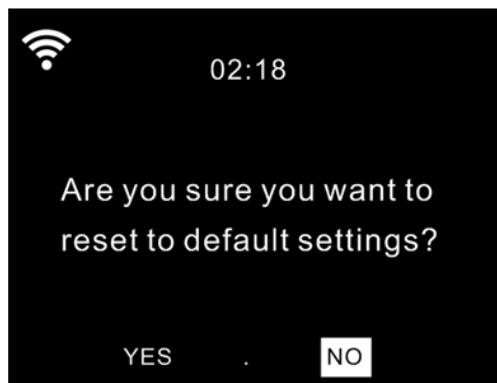 02:18
Are you sure you want to
reset to default settings?
YES . NO